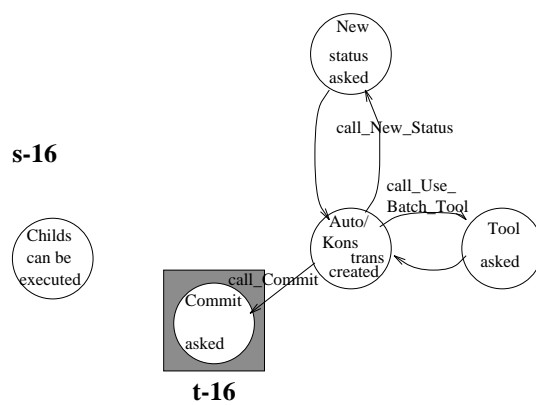 New
status
asked
call_New_Status
s-16
call_Use_
Batch_Tool
Childs
can be
executed
Auto/
Kons
trans
created
Tool
asked
call_Commit
Commit
asked
t-16